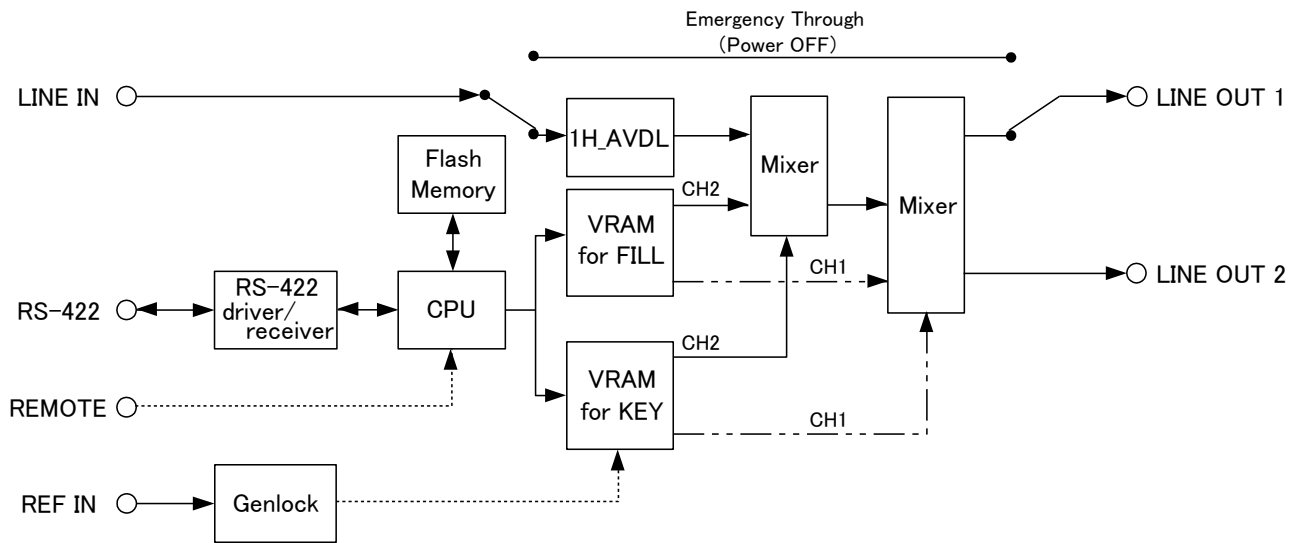 Emergency Through
(Power OFF)
LINE IN
LINE OUT 1
1H_AVDL
Flash
Memory
Mixer
Mixer
CH2
VRAM
for FILL
CH1
LINE OUT 2
RS-422
RS-422
driver/
receiver
CPU
CH2
VRAM
for KEY
CH1
REMOTE
REF IN
Genlock